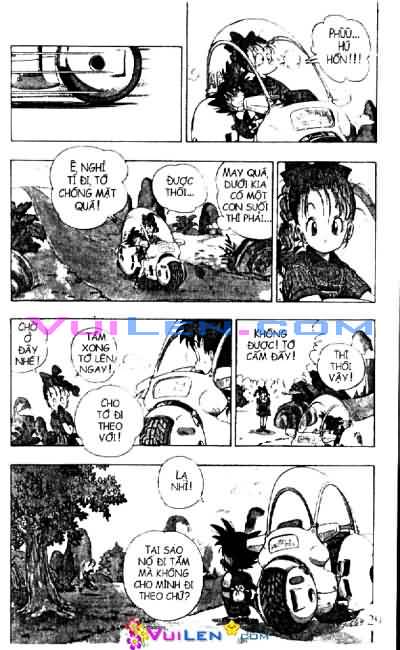 PHÙÙ...
HÚ
HỒN!!!
Ê, NGHỈ
TÍ ĐI, TỚ
CHÓNG MẶT
QUÁ!
ĐƯỢC
THÔI...
MAY QUÁ,
DƯỚI KIA
CÓ MỘT
CON SUỐI
THÌ PHẢI...
CHỜ
Ở
ĐÂY
NHÉ!
TẮM
XONG
TỚ LÊN
NGAY!
CHO
TỚ ĐI
THEO
VỚI!
KHÔNG
ĐƯỢC! TỚ
CẤM ĐẤY!
THÌ
THÔI
VẬY!
VUILEN.COM
LẠ
NHỈ!
TẠI SAO
NÓ ĐI TẮM
MÀ KHÔNG
CHO MÌNH ĐI
THEO CHỨ?
VUILEN.COM